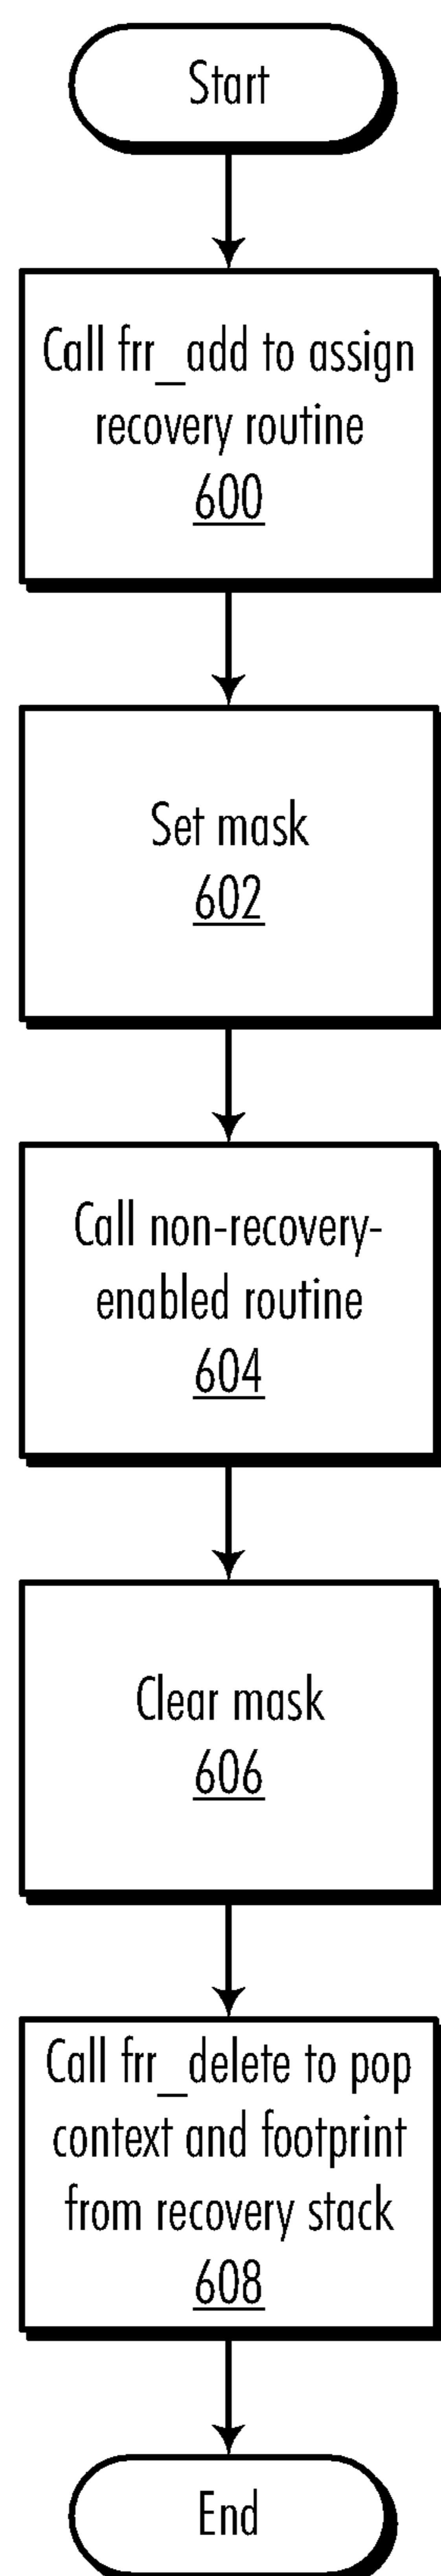 Start
Call frr_add to assign
recovery routine
600
Set mask
602
Call non-recovery-
enabled routine
604
Clear mask
606
Call frr_delete to pop
context and footprint
from recovery stack
608
End